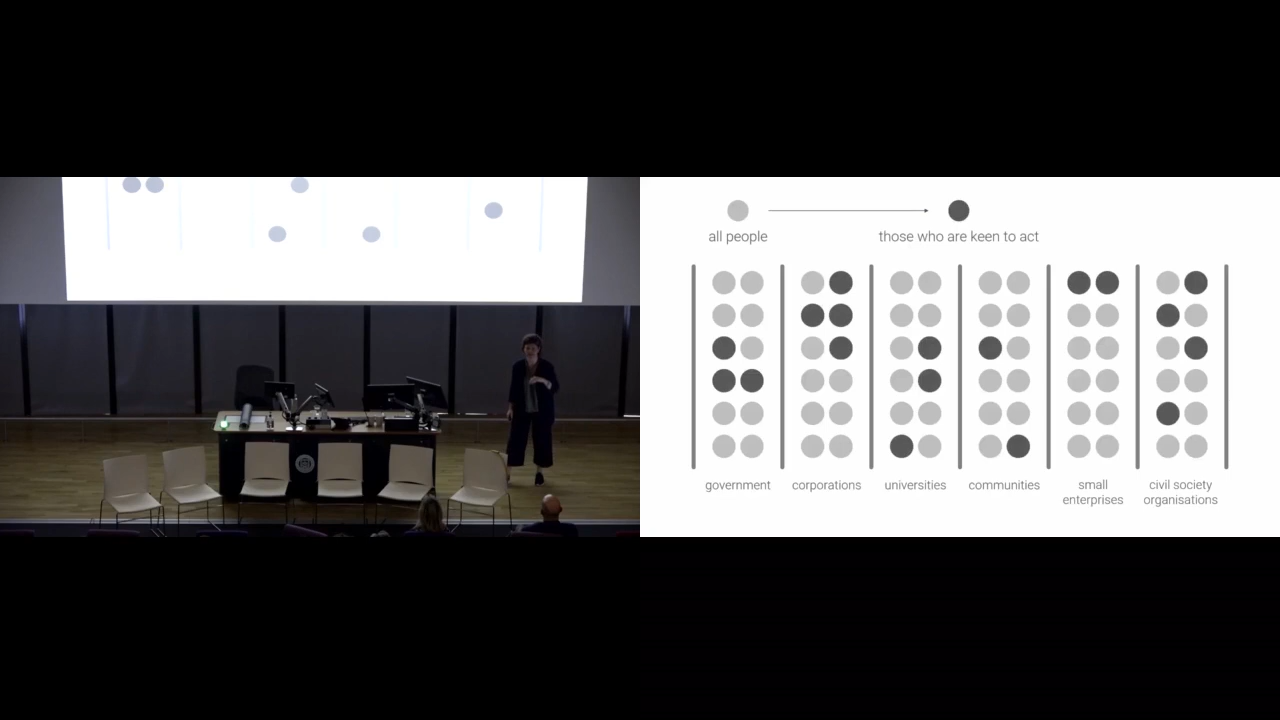 all people
those who are keen to act
government
corporations
universities
communities
small
enterprises
civil society
organisations